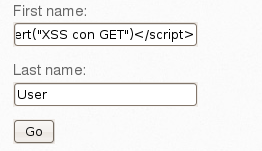 First name:
ert("XSS con GET")</script>
Last name:
User
Go